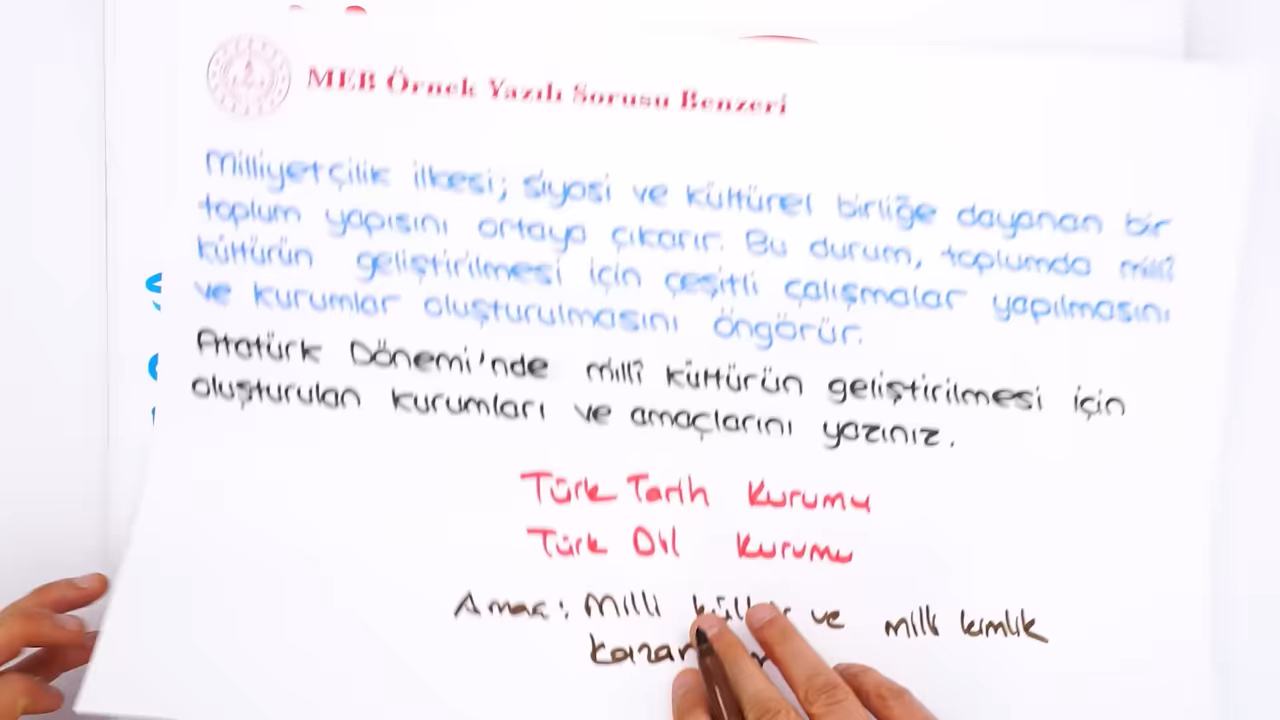 MEB Örnek Yazılı Sorusu Benzeri
Milliyetçilik ilkesi; siyasi ve kültürel birliğe dayanan bir
toplum yapısını ortaya çıkarır. Bu durum, toplumda millî
kültürün geliştirilmesi için çeşitli çalışmalar yapılmasını
ve kurumlar oluşturulmasını öngörür.
Atatürk Dönemi'nde millî kültürün geliştirilmesi için
oluşturulan kurumları ve amaçlarını yazınız.
Türk Tarih Kurumu
Türk Dil Kurumu
Amaç: Milli ve milli kimlik